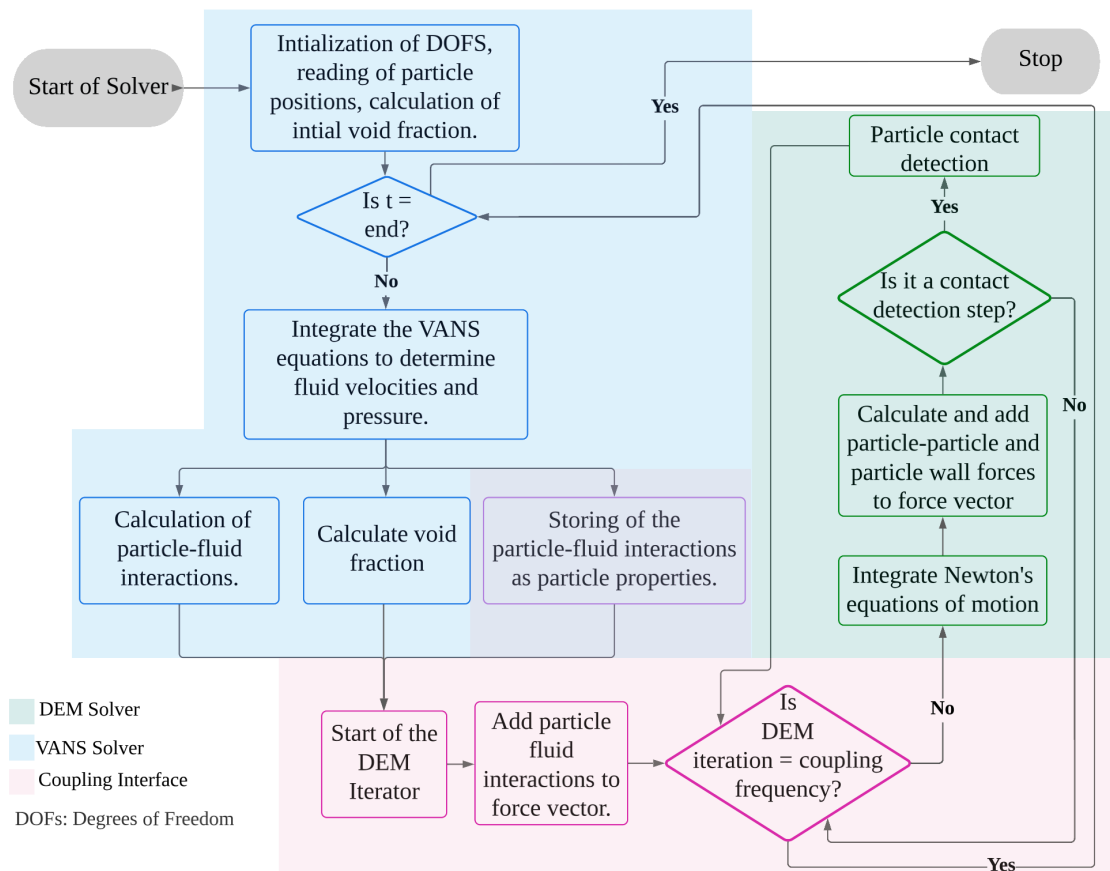 Start of Solver
Intialization of DOFS,
reading of particle
positions, calculation of
intial void fraction.
Yes
Stop
Is t =
end?
No
Integrate the VANS
equations to determine
fluid velocities and
pressure.
Calculation of
particle-fluid
interactions.
Calculate void
fraction
Storing of the
particle-fluid interactions
as particle properties.
Start of the
DEM
Iterator
Add particle
fluid
interactions to
force vector.
Is
DEM
iteration = coupling
frequency?
No
Yes
Integrate Newton's
equations of motion
Calculate and add
particle-particle and
particle wall forces
to force vector
Is it a contact
detection step?
No
Yes
Particle contact
detection
DEM Solver
VANS Solver
Coupling Interface
DOFs: Degrees of Freedom